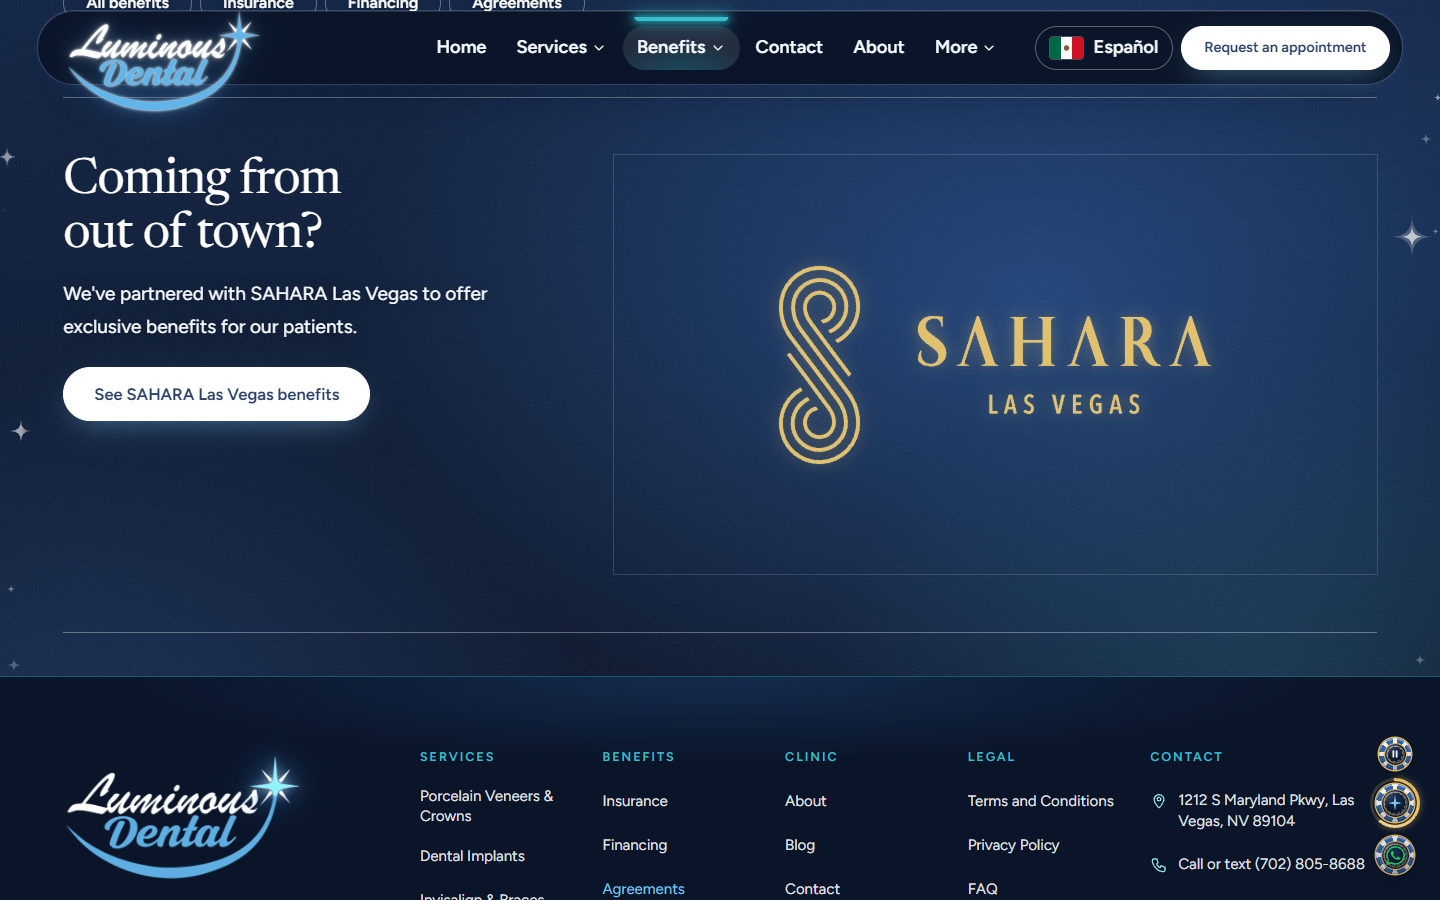 All benefits
Insurance
Financing
Agreements
Luminous
Dental
Home
Services
Benefits
Contact
About
More
Español
Request an appointment
Coming from
out of town?
We've partnered with SAHARA Las Vegas to offer
exclusive benefits for our patients.
See SAHARA Las Vegas benefits
SAHARA
LAS VEGAS
Luminous
Dental
SERVICES
Porcelain Veneers &
Crowns
Dental Implants
Invisalign & Braces
BENEFITS
Insurance
Financing
Agreements
CLINIC
About
Blog
Contact
LEGAL
Terms and Conditions
Privacy Policy
FAQ
CONTACT
1212 S Maryland Pkwy, Las
Vegas, NV 89104
Call or text (702) 805-8688